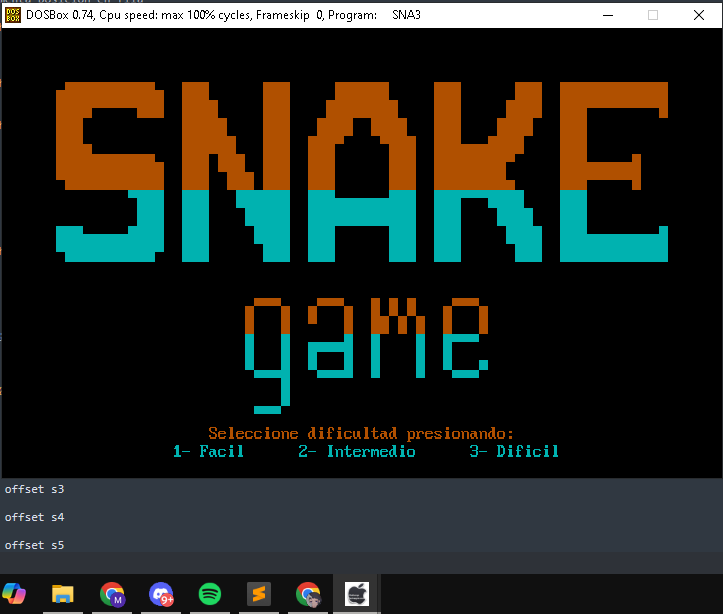 DOSBox 0.74, Cpu speed: max 100% cycles, Frameskip 0, Program: SNA3
SNAKE
game
Seleccione dificultad presionando:
1- Facil 2- Intermedio 3- Dificil
offset s3
offset s4
offset s5
M
9+